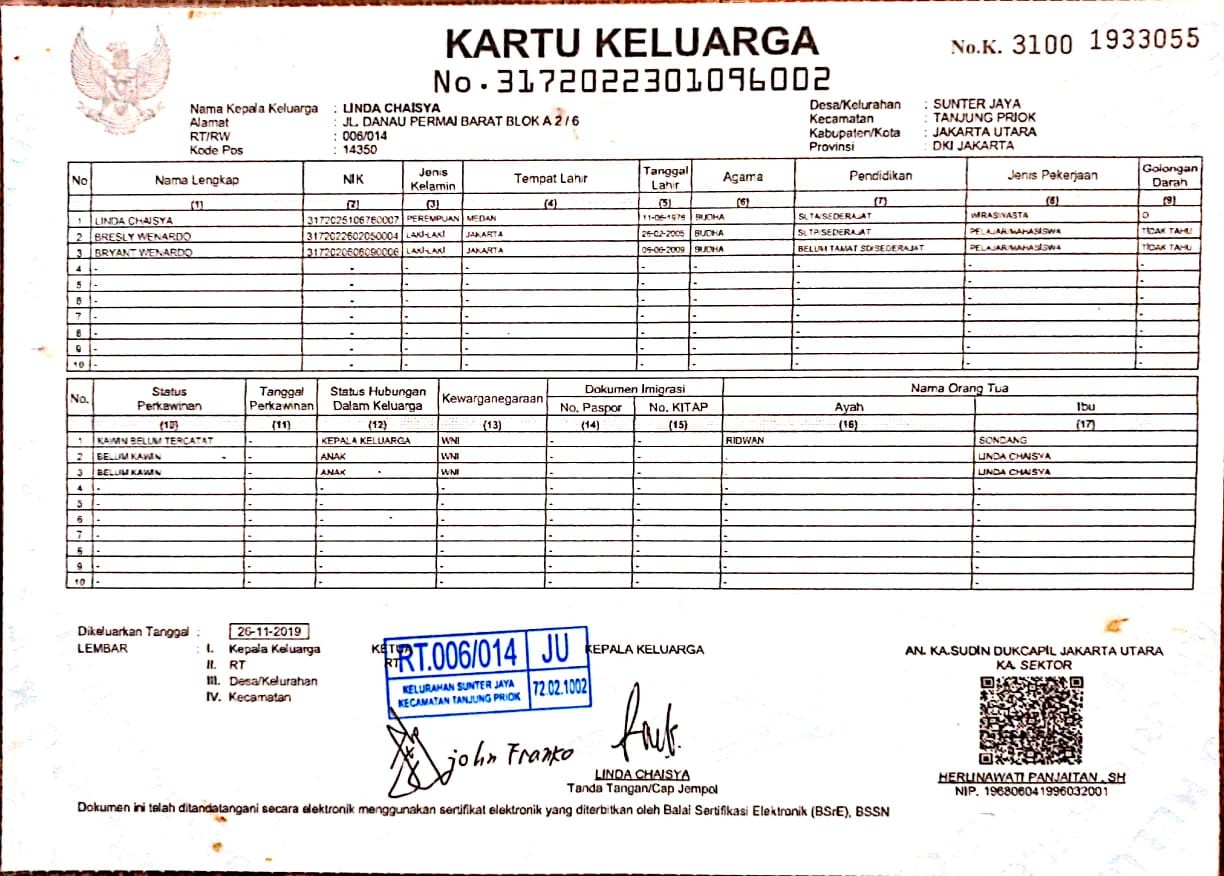 KARTU KELUARGA
No. 3172022301096002
No.K. 3100 1933055
Nama Kepala Keluarga : LINDA CHAISYA
Alamat : JL. DANAU PERMAI BARAT BLOK A 2 / 6
RT/RW : 006/014
Kode Pos : 14350
Desa/Kelurahan : SUNTER JAYA
Kecamatan : TANJUNG PRIOK
Kabupaten/Kota : JAKARTA UTARA
Provinsi : DKI JAKARTA
No Nama Lengkap NIK Jenis Kelamin Tempat Lahir Tanggal Lahir Agama Pendidikan Jenis Pekerjaan Golongan Darah
(1) (2) (3) (4) (5) (6) (7) (8) (9)
1 LINDA CHAISYA 3172025106760007 PEREMPUAN MEDAN 11-06-1976 BUDHA SLTA/SEDERAJAT WIRASWASTA O
2 BRESLY WENARDO 3172022602050004 LAKI-LAKI JAKARTA 26-02-2005 BUDHA SLTP/SEDERAJAT PELAJAR/MAHASISWA TIDAK TAHU
3 BRYANT WENARDO 3172020606090006 LAKI-LAKI JAKARTA 06-06-2009 BUDHA BELUM TAMAT SD/SEDERAJAT PELAJAR/MAHASISWA TIDAK TAHU
4 - - - - - - - - -
5 - - - - - - - - -
6 - - - - - - - - -
7 - - - - - - - - -
8 - - - - - - - - -
9 - - - - - - - - -
10 - - - - - - - - -
No. Status Perkawinan Tanggal Perkawinan Status Hubungan Dalam Keluarga Kewarganegaraan Dokumen Imigrasi Nama Orang Tua
No. Paspor No. KITAP Ayah Ibu
(10) (11) (12) (13) (14) (15) (16) (17)
1 KAWIN BELUM TERCATAT - KEPALA KELUARGA WNI - - RIDWAN SONDANG
2 BELUM KAWIN - ANAK WNI - - - LINDA CHAISYA
3 BELUM KAWIN - ANAK WNI - - - LINDA CHAISYA
4 - - - - - - - -
5 - - - - - - - -
6 - - - - - - - -
7 - - - - - - - -
8 - - - - - - - -
9 - - - - - - - -
10 - - - - - - - -
Dikeluarkan Tanggal : 26-11-2019
LEMBAR : I. Kepala Keluarga
II. RT
III. Desa/Kelurahan
IV. Kecamatan
KETUA RT
RT.006/014 JU
KELURAHAN SUNTER JAYA
KECAMATAN TANJUNG PRIOK
72.02.1002
john Franko
KEPALA KELUARGA
LINDA CHAISYA
Tanda Tangan/Cap Jempol
AN. KA.SUDIN DUKCAPIL JAKARTA UTARA
KA. SEKTOR
HERLINAWATI PANJAITAN , SH
NIP. 196806041996032001
Dokumen ini telah ditandatangani secara elektronik menggunakan sertifikat elektronik yang diterbitkan oleh Balai Sertifikasi Elektronik (BSrE), BSSN